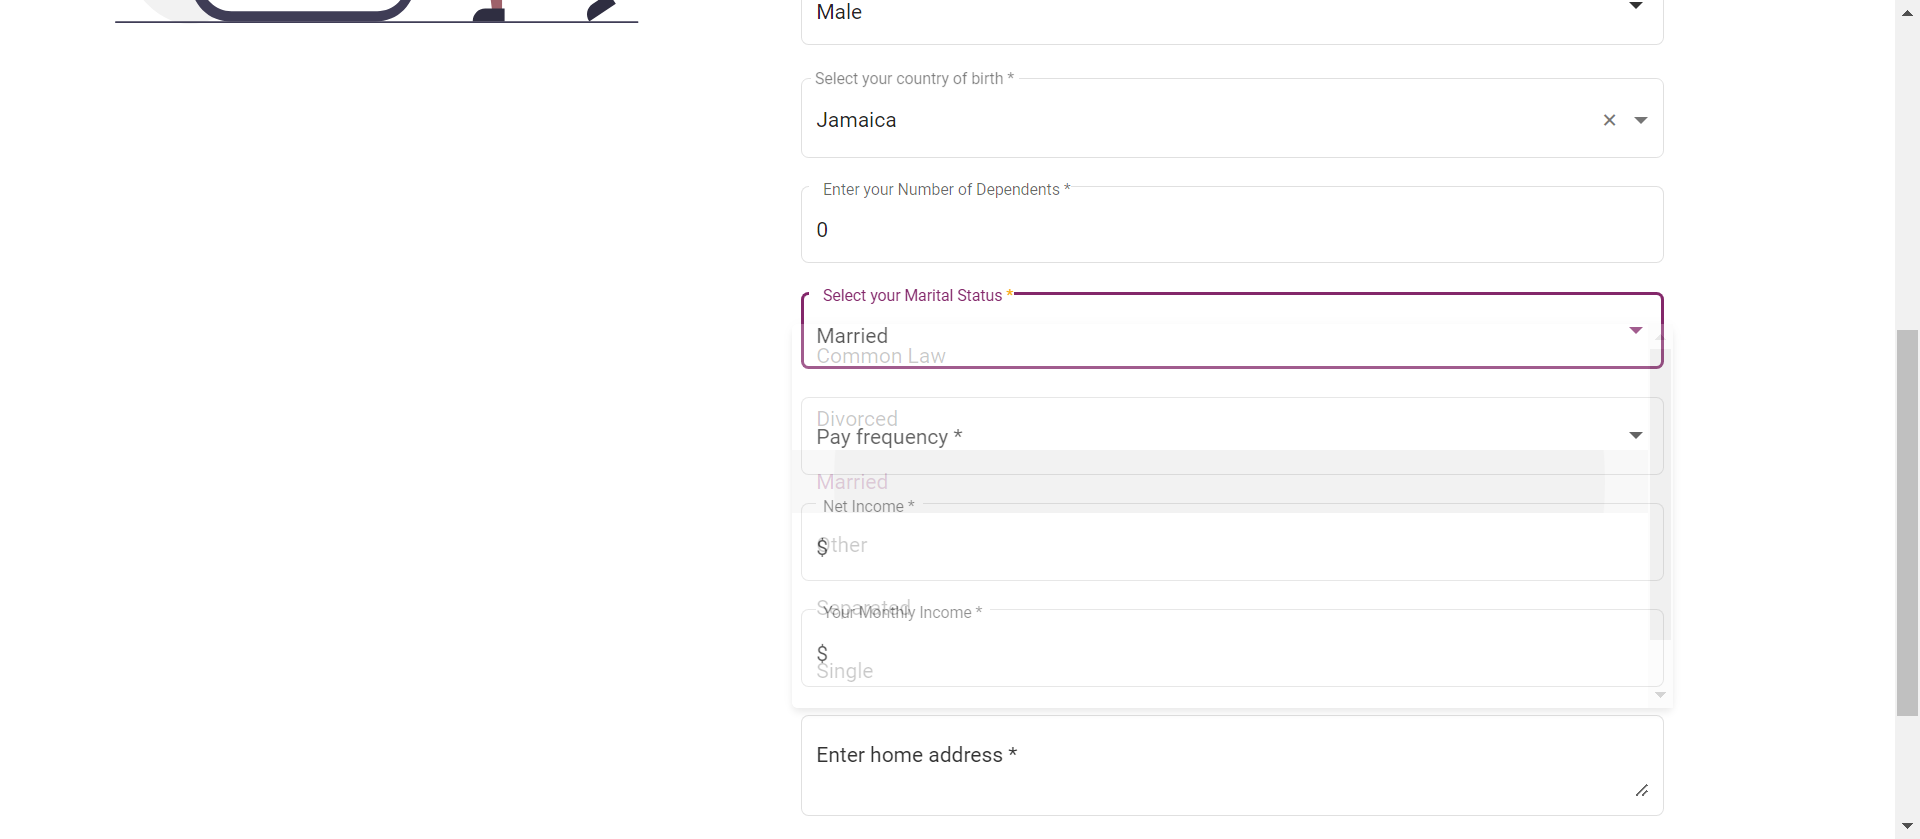 Male
Select your country of birth *
Jamaica
Enter your Number of Dependents *
0
Select your Marital Status *
Married
Common Law
Divorced
Pay frequency *
Married
Net Income *
$
Other
Separated
Your Monthly Income *
$
Single
Enter home address *